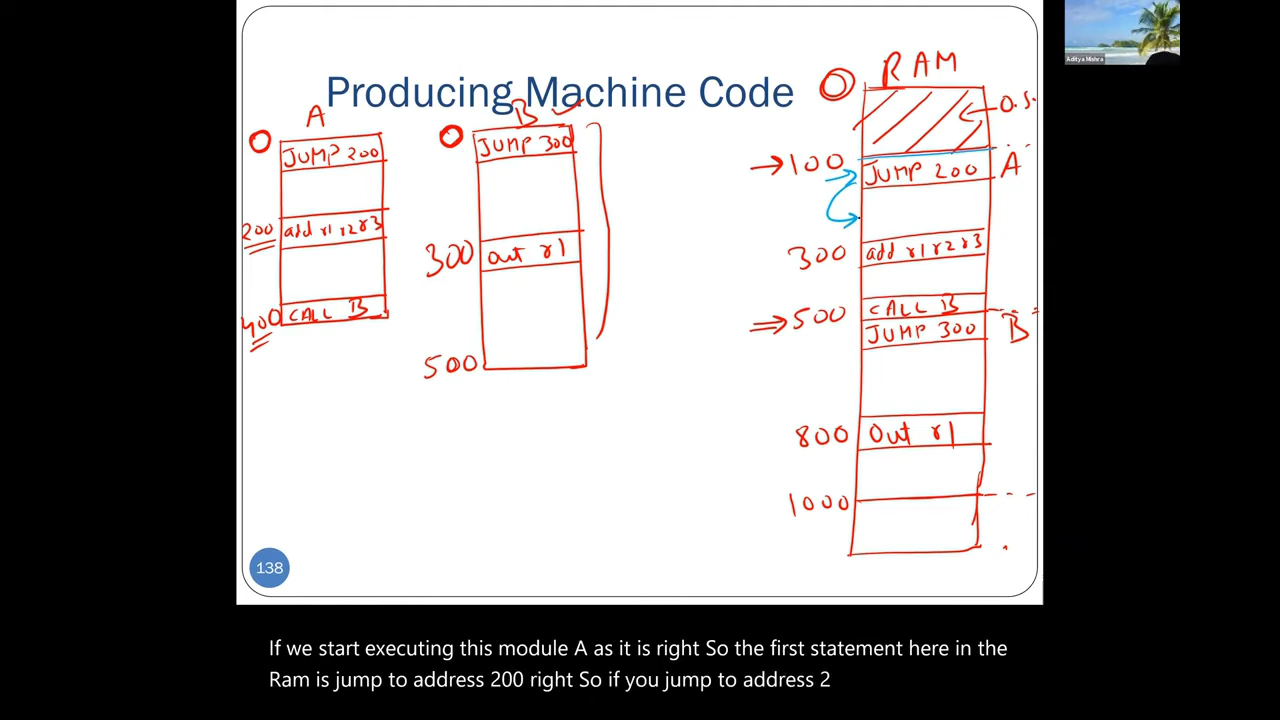 Aditya Mishra
Producing Machine Code
A
0
JUMP 200
200 add r1 r2 r3
400 CALL B
B
0
JUMP 300
300 Out r1
500
RAM
0
O.S.
100 JUMP 200 A
300 add r1 r2 r3
500 CALL B
JUMP 300 B
800 Out r1
1000
138
If we start executing this module A as it is right So the first statement here in the
Ram is jump to address 200 right So if you jump to address 2